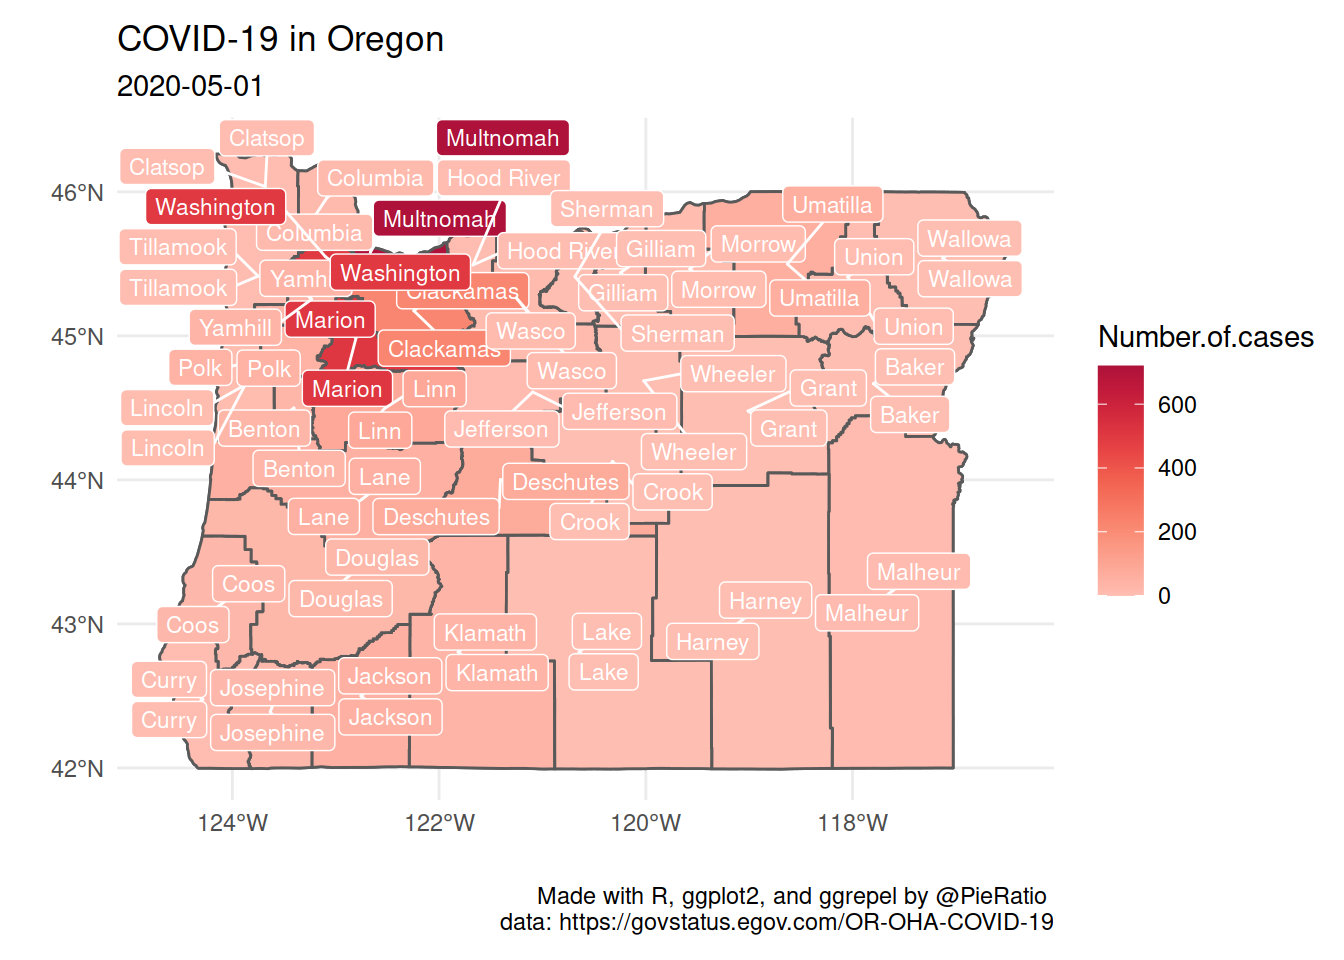 COVID-19 in Oregon
2020-05-01
Clatsop
Multnomah
Clatsop
Columbia
Hood River
46°N
Washington
Sherman
Umatilla
Multnomah
Columbia
Wallowa
Tillamook
Hood River
Gilliam
Morrow
Union
Washington
Yamh
Wallowa
Tillamook
Clackamas
Gilliam
Morrow
Umatilla
Marion
Yamhill
Wasco
Sherman
Union
45°N
Clackamas
Polk
Polk
Wasco
Wheeler
Baker
Marion
Linn
Grant
Lincoln
Jefferson
Baker
Benton
Linn
Jefferson
Grant
Lincoln
Wheeler
Benton
Lane
44°N
Deschutes
Crook
Lane
Deschutes
Crook
Douglas
Malheur
Coos
Douglas
Harney
Malheur
43°N
Coos
Klamath
Lake
Harney
Curry
Josephine
Jackson
Klamath
Lake
Curry
Josephine
Jackson
42°N
124°W 122°W 120°W 118°W
Number.of.cases
600
400
200
0
Made with R, ggplot2, and ggrepel by @PieRatio
data: https://govstatus.egov.com/OR-OHA-COVID-19